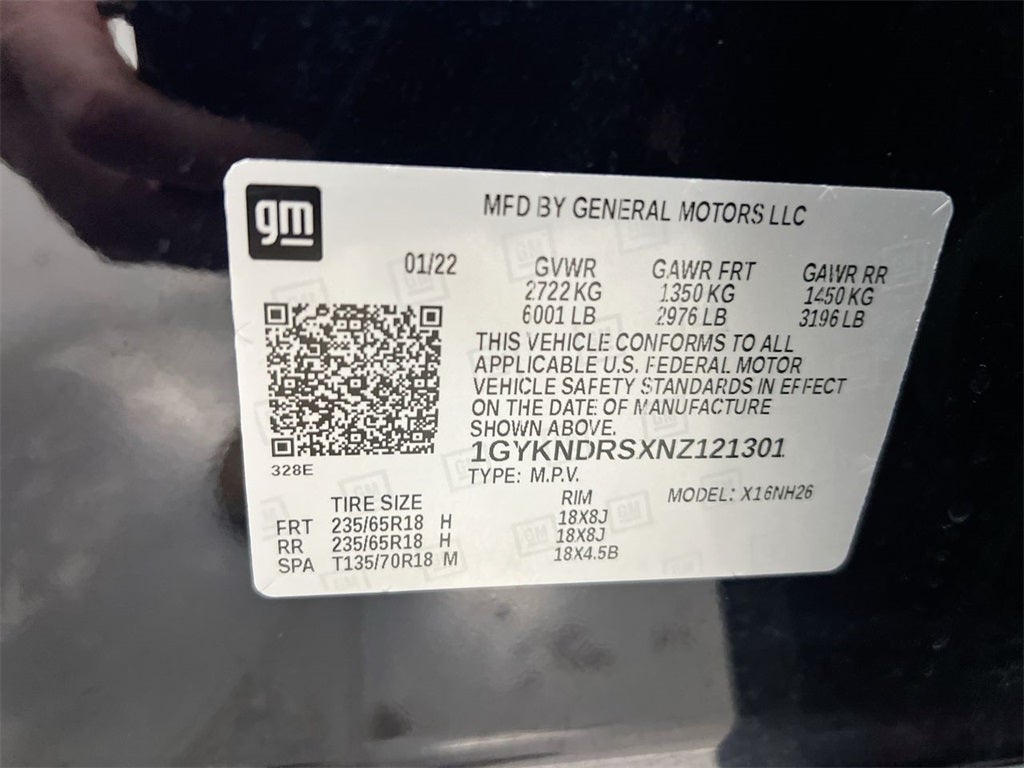 gm
MFD BY GENERAL MOTORS LLC
01/22
GVWR GAWR FRT GAWR RR
2722 KG 1350 KG 1450 KG
6001 LB 2976 LB 3196 LB
THIS VEHICLE CONFORMS TO ALL
APPLICABLE U.S. FEDERAL MOTOR
VEHICLE SAFETY STANDARDS IN EFFECT
ON THE DATE OF MANUFACTURE
SHOWN ABOVE.
1GYKNDRSXNZ121301
328E
TYPE: M.P.V.
TIRE SIZE RIM MODEL: X16NH26
FRT 235/65R18 H 18X8J
RR 235/65R18 H 18X8J
SPA T135/70R18 M 18X4.5B